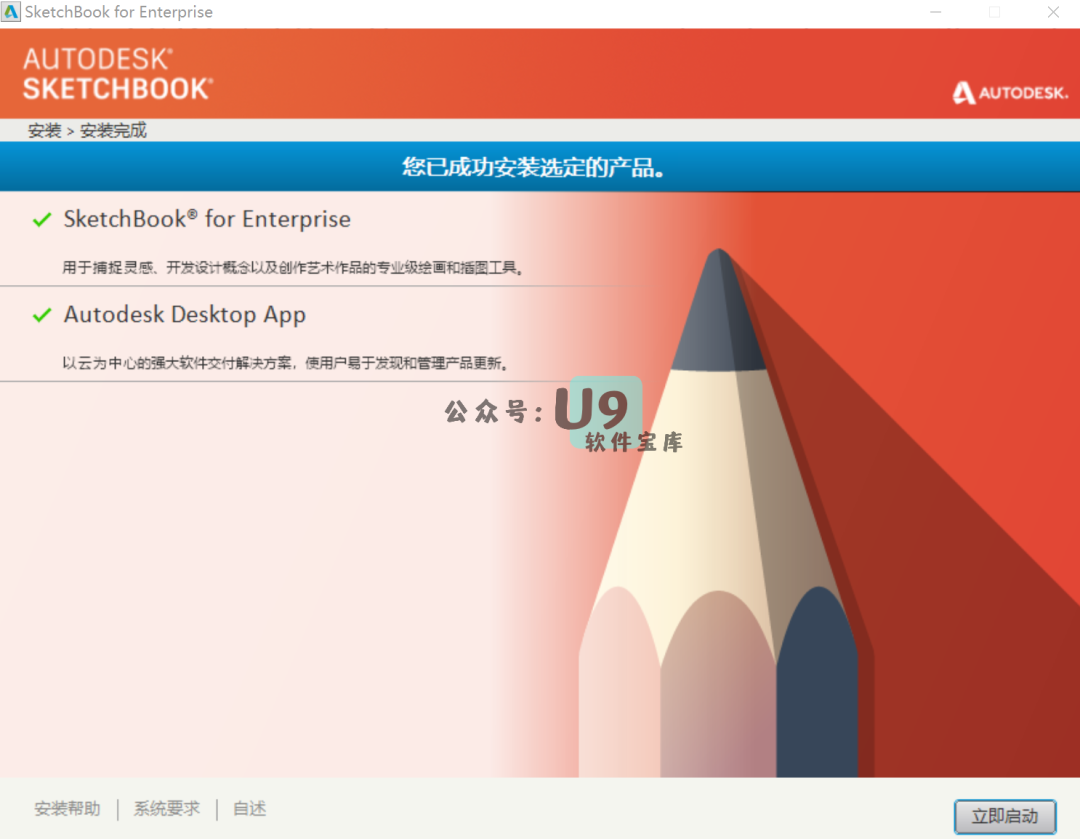 SketchBook for Enterprise
AUTODESK®
SKETCHBOOK®
AUTODESK.
安装 > 安装完成
您已成功安装选定的产品。
SketchBook® for Enterprise
用于捕捉灵感、开发设计概念以及创作艺术作品的专业级绘画和插图工具。
Autodesk Desktop App
以云为中心的强大软件交付解决方案，使用户易于发现和管理产品更新。
公众号：U9
软件宝库
安装帮助 | 系统要求 | 自述
立即启动